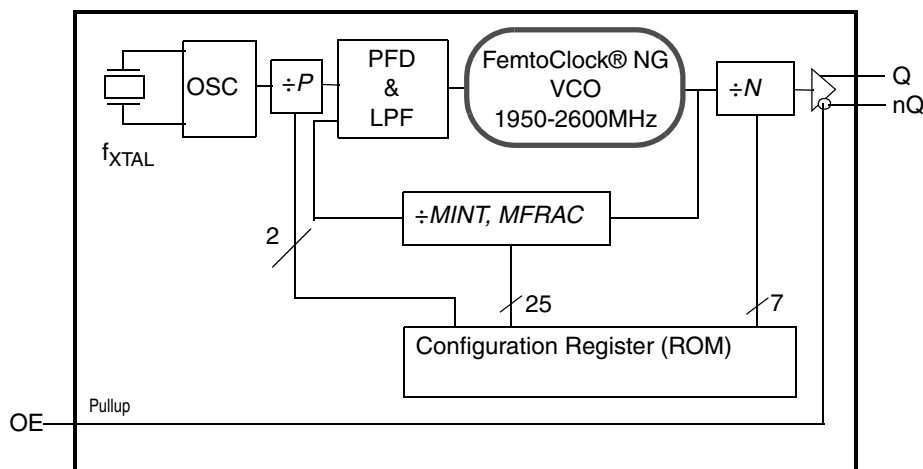 OSC
÷P
PFD
&
LPF
FemtoClock® NG
VCO
1950-2600MHz
÷N
Q
nQ
fXTAL
÷MINT, MFRAC
2
25
7
Configuration Register (ROM)
Pullup
OE